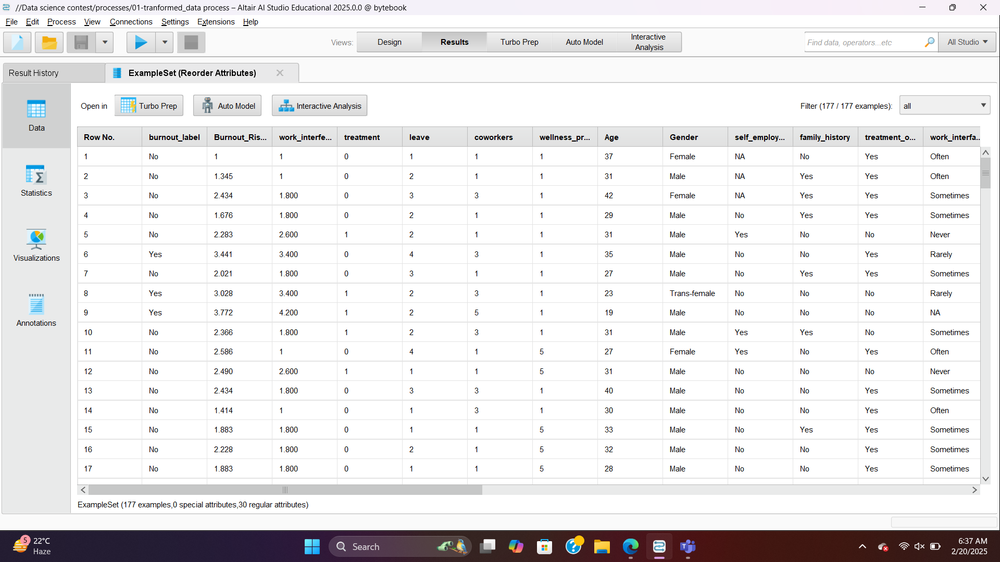 //Data science contest/processes/01-tranformed_data process – Altair AI Studio Educational 2025.0.0 @ bytebook
File Edit Process View Connections Settings Extensions Help
Views: Design Results Turbo Prep Auto Model Interactive Analysis Find data, operators...etc All Studio
Result History ExampleSet (Reorder Attributes)
Data
Statistics
Visualizations
Annotations
Open in Turbo Prep Auto Model Interactive Analysis Filter (177 / 177 examples): all
Row No. burnout_label Burnout_Ris... work_interfe... treatment leave coworkers wellness_pr... Age Gender self_employ... family_history treatment_o... work_interfa...
1 No 1 1 0 1 1 1 37 Female NA No Yes Often
2 No 1.345 1 0 2 1 1 31 Male NA Yes Yes Often
3 No 2.434 1.800 0 3 3 1 42 Female NA Yes Yes Sometimes
4 No 1.676 1.800 0 2 1 1 29 Male No Yes Yes Sometimes
5 No 2.283 2.600 1 2 1 1 31 Male Yes No No Never
6 Yes 3.441 3.400 0 4 3 1 35 Male No No Yes Rarely
7 No 2.021 1.800 0 3 1 1 27 Male No Yes Yes Sometimes
8 Yes 3.028 3.400 1 2 3 1 23 Trans-female No No No Rarely
9 Yes 3.772 4.200 1 2 5 1 19 Male No No No NA
10 No 2.366 1.800 1 2 3 1 31 Male Yes Yes No Sometimes
11 No 2.586 1 0 4 1 5 27 Female Yes No Yes Often
12 No 2.490 2.600 1 1 1 5 31 Male No No No Never
13 No 2.434 1.800 0 3 3 1 40 Male No No Yes Sometimes
14 No 1.414 1 0 1 3 1 30 Male No No Yes Often
15 No 1.883 1.800 0 1 1 5 33 Male No Yes Yes Sometimes
16 No 2.228 1.800 0 2 1 5 32 Male No No Yes Sometimes
17 No 1.883 1.800 0 1 1 5 28 Male No No Yes Sometimes
ExampleSet (177 examples,0 special attributes,30 regular attributes)
5 22°C
Haze
Search
6:37 AM
2/20/2025